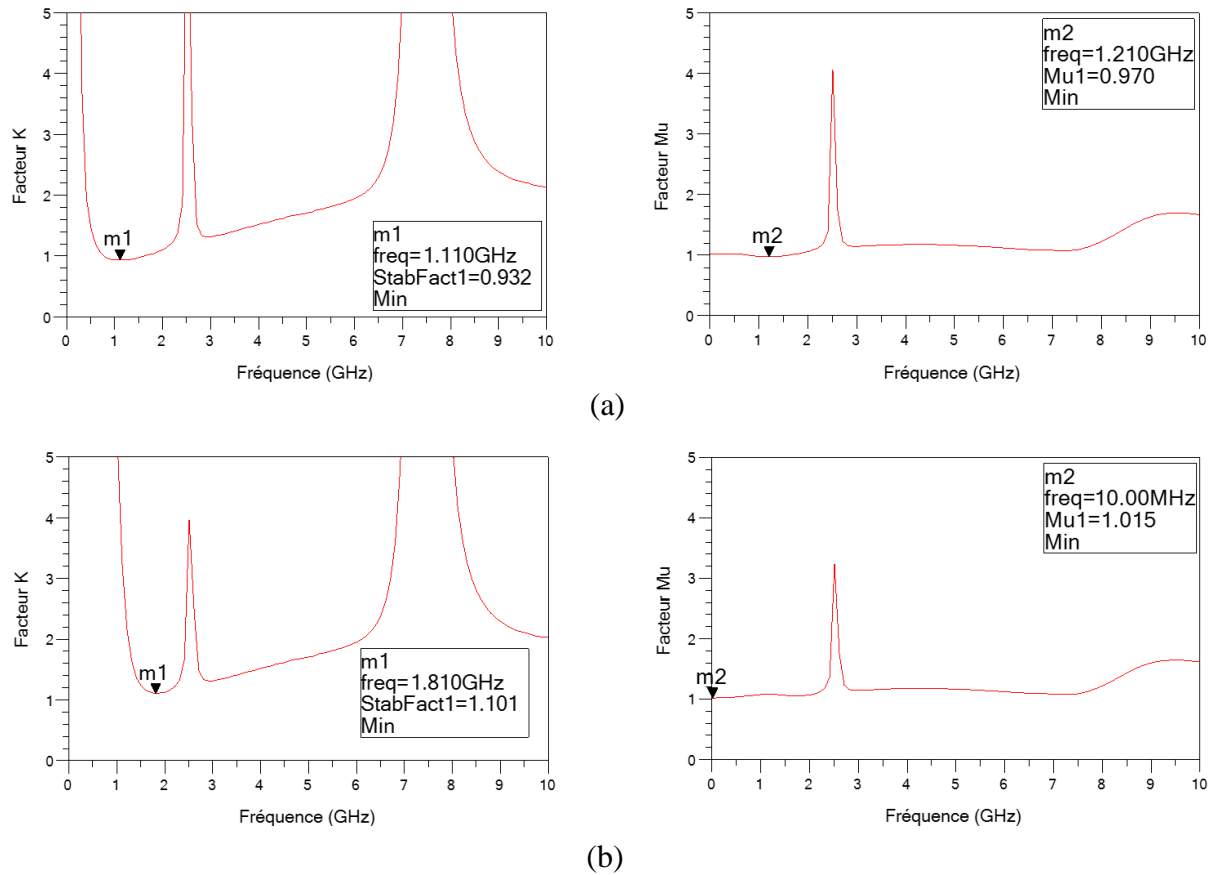 Facteur K
5
4
3
2
1
0
m1
m1
freq=1.110GHz
StabFact1=0.932
Min
0 1 2 3 4 5 6 7 8 9 10
Fréquence (GHz)
Facteur Mu
5
4
3
2
1
0
m2
m2
freq=1.210GHz
Mu1=0.970
Min
0 1 2 3 4 5 6 7 8 9 10
Fréquence (GHz)
(a)
Facteur K
5
4
3
2
1
0
m1
m1
freq=1.810GHz
StabFact1=1.101
Min
0 1 2 3 4 5 6 7 8 9 10
Fréquence (GHz)
Facteur Mu
5
4
3
2
1
0
m2
m2
freq=10.00MHz
Mu1=1.015
Min
0 1 2 3 4 5 6 7 8 9 10
Fréquence (GHz)
(b)